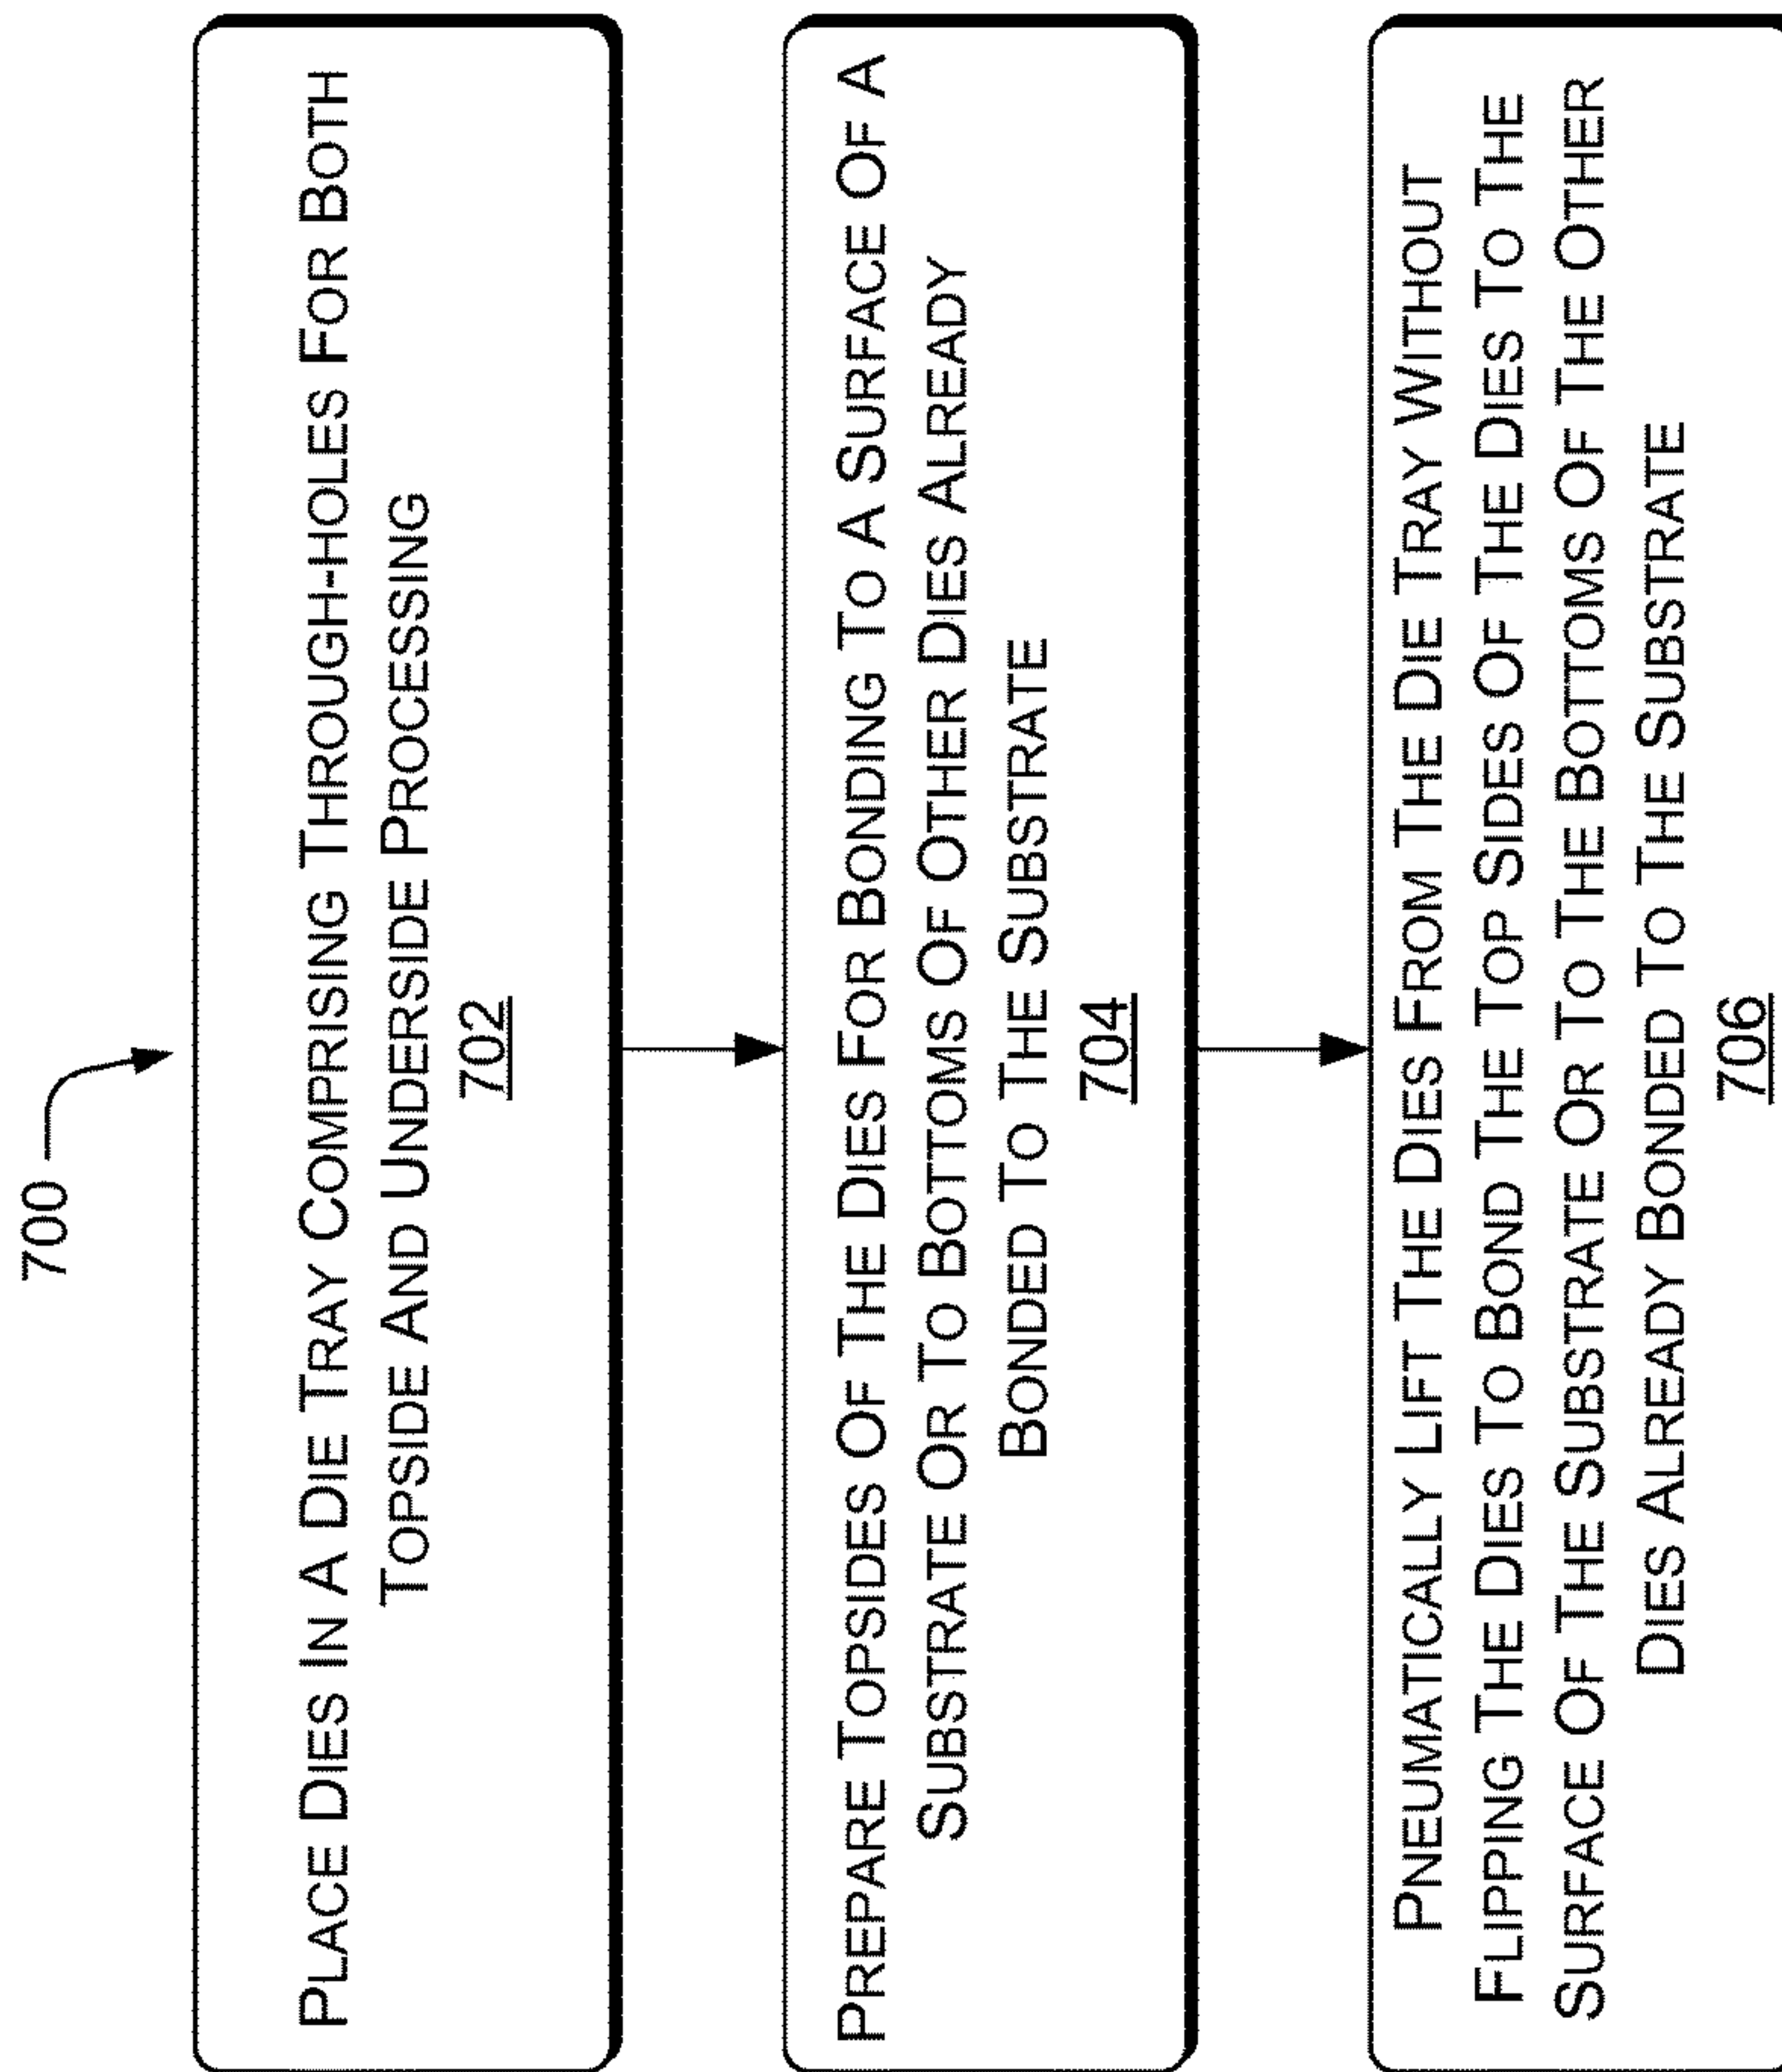 700
PLACE DIES IN A DIE TRAY COMPRISING THROUGH-HOLES FOR BOTH
TOPSIDE AND UNDERSIDE PROCESSING
702
PREPARE TOPSIDES OF THE DIES FOR BONDING TO A SURFACE OF A
SUBSTRATE OR TO BOTTOMS OF OTHER DIES ALREADY
BONDED TO THE SUBSTRATE
704
PNEUMATICALLY LIFT THE DIES FROM THE DIE TRAY WITHOUT
FLIPPING THE DIES TO BOND THE TOP SIDES OF THE DIES TO THE
SURFACE OF THE SUBSTRATE OR TO THE BOTTOMS OF THE OTHER
DIES ALREADY BONDED TO THE SUBSTRATE
706